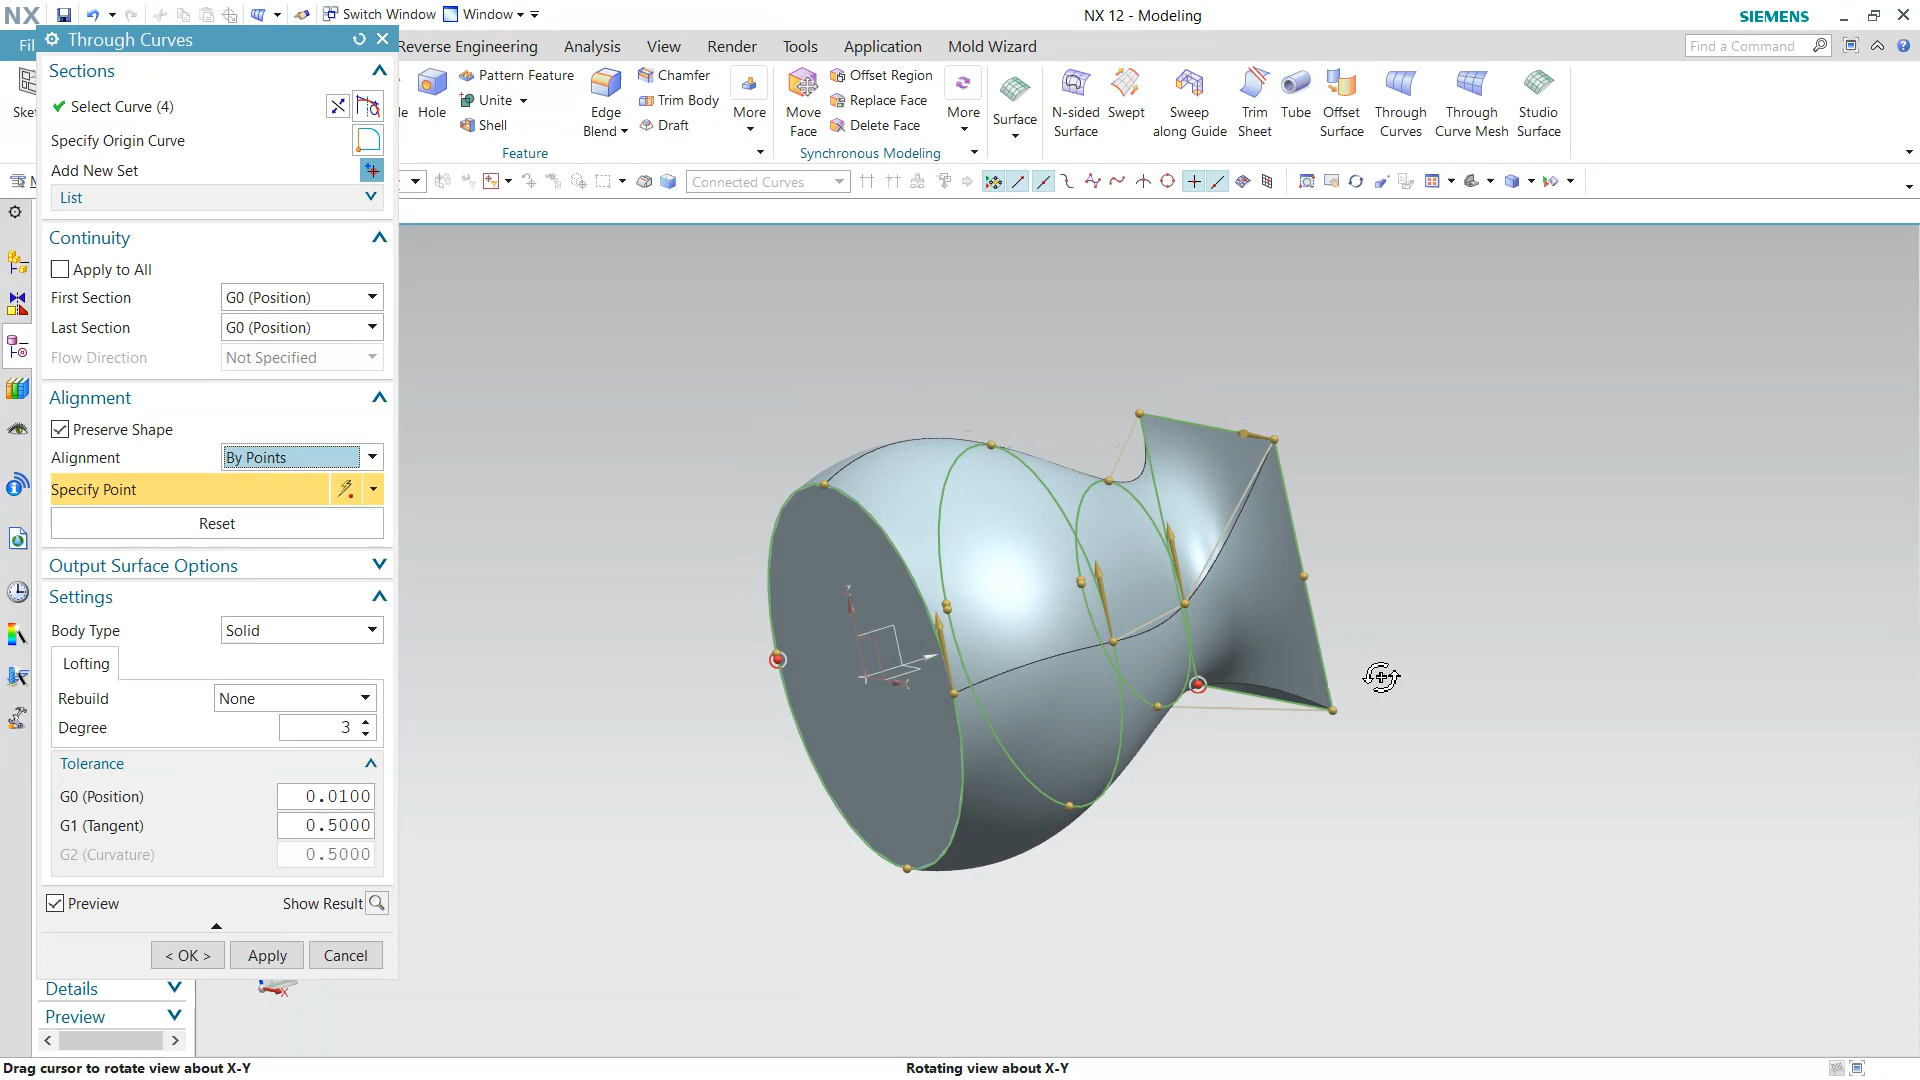 NX
Switch Window
Window
NX 12 - Modeling
SIEMENS
Through Curves
Reverse Engineering
Analysis
View
Render
Tools
Application
Mold Wizard
Find a Command
Hole
Pattern Feature
Unite
Shell
Edge
Blend
Chamfer
Trim Body
Draft
More
Feature
Move
Face
Offset Region
Replace Face
Delete Face
More
Synchronous Modeling
Surface
N-sided
Surface
Swept
Sweep
along Guide
Trim
Sheet
Tube
Offset
Surface
Through
Curves
Through
Curve Mesh
Studio
Surface
Connected Curves
Sections
Select Curve (4)
Specify Origin Curve
Add New Set
List
Continuity
Apply to All
First Section G0 (Position)
Last Section G0 (Position)
Flow Direction Not Specified
Alignment
Preserve Shape
Alignment By Points
Specify Point
Reset
Output Surface Options
Settings
Body Type Solid
Lofting
Rebuild None
Degree 3
Tolerance
G0 (Position) 0.0100
G1 (Tangent) 0.5000
G2 (Curvature) 0.5000
Preview Show Result
< OK > Apply Cancel
Details
Preview
Drag cursor to rotate view about X-Y
Rotating view about X-Y